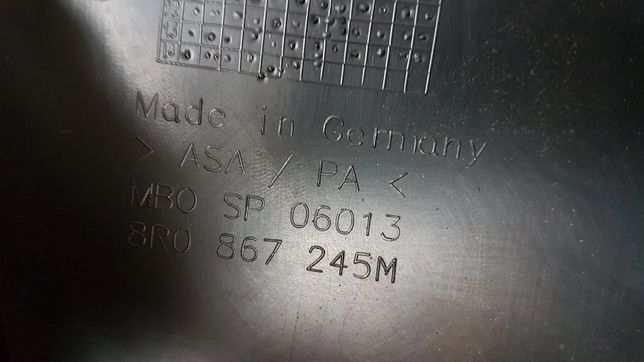 Made in Germany
> ASA / PA <
MBO SP 06013
8R0 867 245M